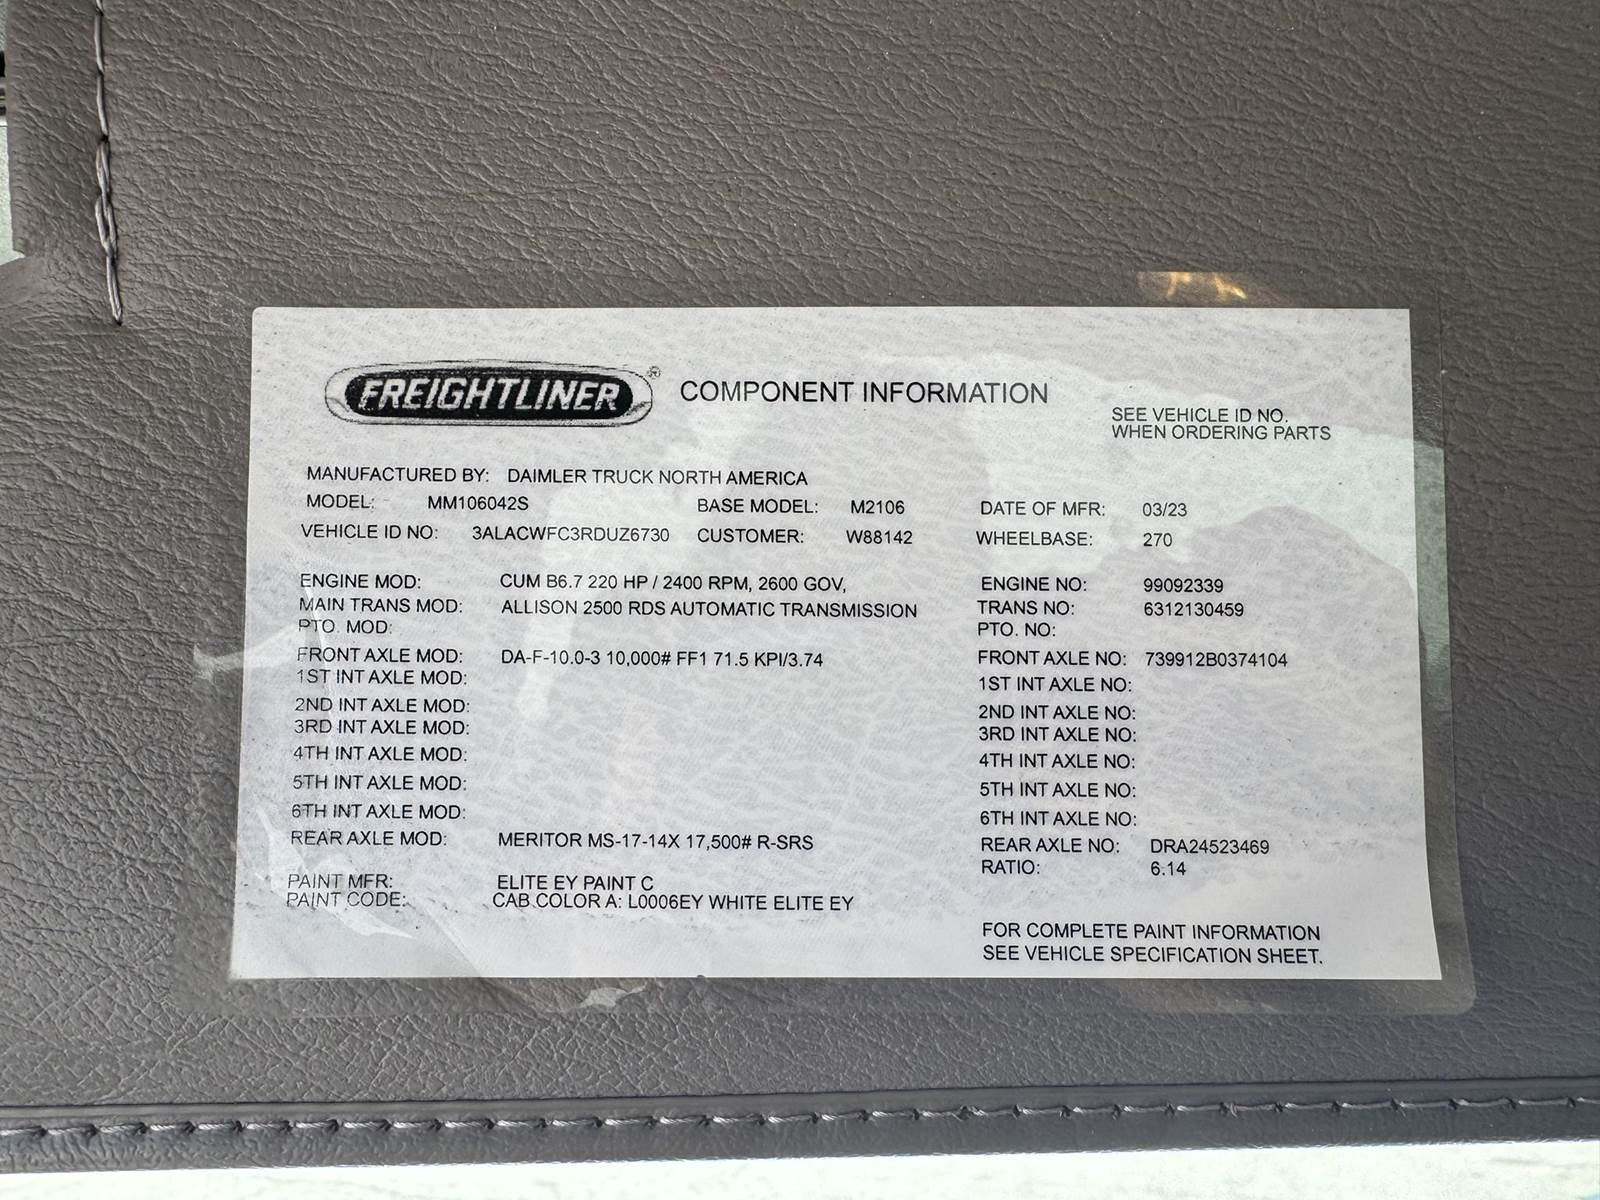 FREIGHTLINER® COMPONENT INFORMATION
SEE VEHICLE ID NO.
WHEN ORDERING PARTS
MANUFACTURED BY: DAIMLER TRUCK NORTH AMERICA
MODEL: MM106042S BASE MODEL: M2106 DATE OF MFR: 03/23
VEHICLE ID NO: 3ALACWFC3RDUZ6730 CUSTOMER: W88142 WHEELBASE: 270
ENGINE MOD: CUM B6.7 220 HP / 2400 RPM, 2600 GOV, ENGINE NO: 99092339
MAIN TRANS MOD: ALLISON 2500 RDS AUTOMATIC TRANSMISSION TRANS NO: 6312130459
PTO. MOD: PTO. NO:
FRONT AXLE MOD: DA-F-10.0-3 10,000# FF1 71.5 KPI/3.74 FRONT AXLE NO: 739912B0374104
1ST INT AXLE MOD: 1ST INT AXLE NO:
2ND INT AXLE MOD: 2ND INT AXLE NO:
3RD INT AXLE MOD: 3RD INT AXLE NO:
4TH INT AXLE MOD: 4TH INT AXLE NO:
5TH INT AXLE MOD: 5TH INT AXLE NO:
6TH INT AXLE MOD: 6TH INT AXLE NO:
REAR AXLE MOD: MERITOR MS-17-14X 17,500# R-SRS REAR AXLE NO: DRA24523469
RATIO: 6.14
PAINT MFR: ELITE EY PAINT C
PAINT CODE: CAB COLOR A: L0006EY WHITE ELITE EY
FOR COMPLETE PAINT INFORMATION
SEE VEHICLE SPECIFICATION SHEET.